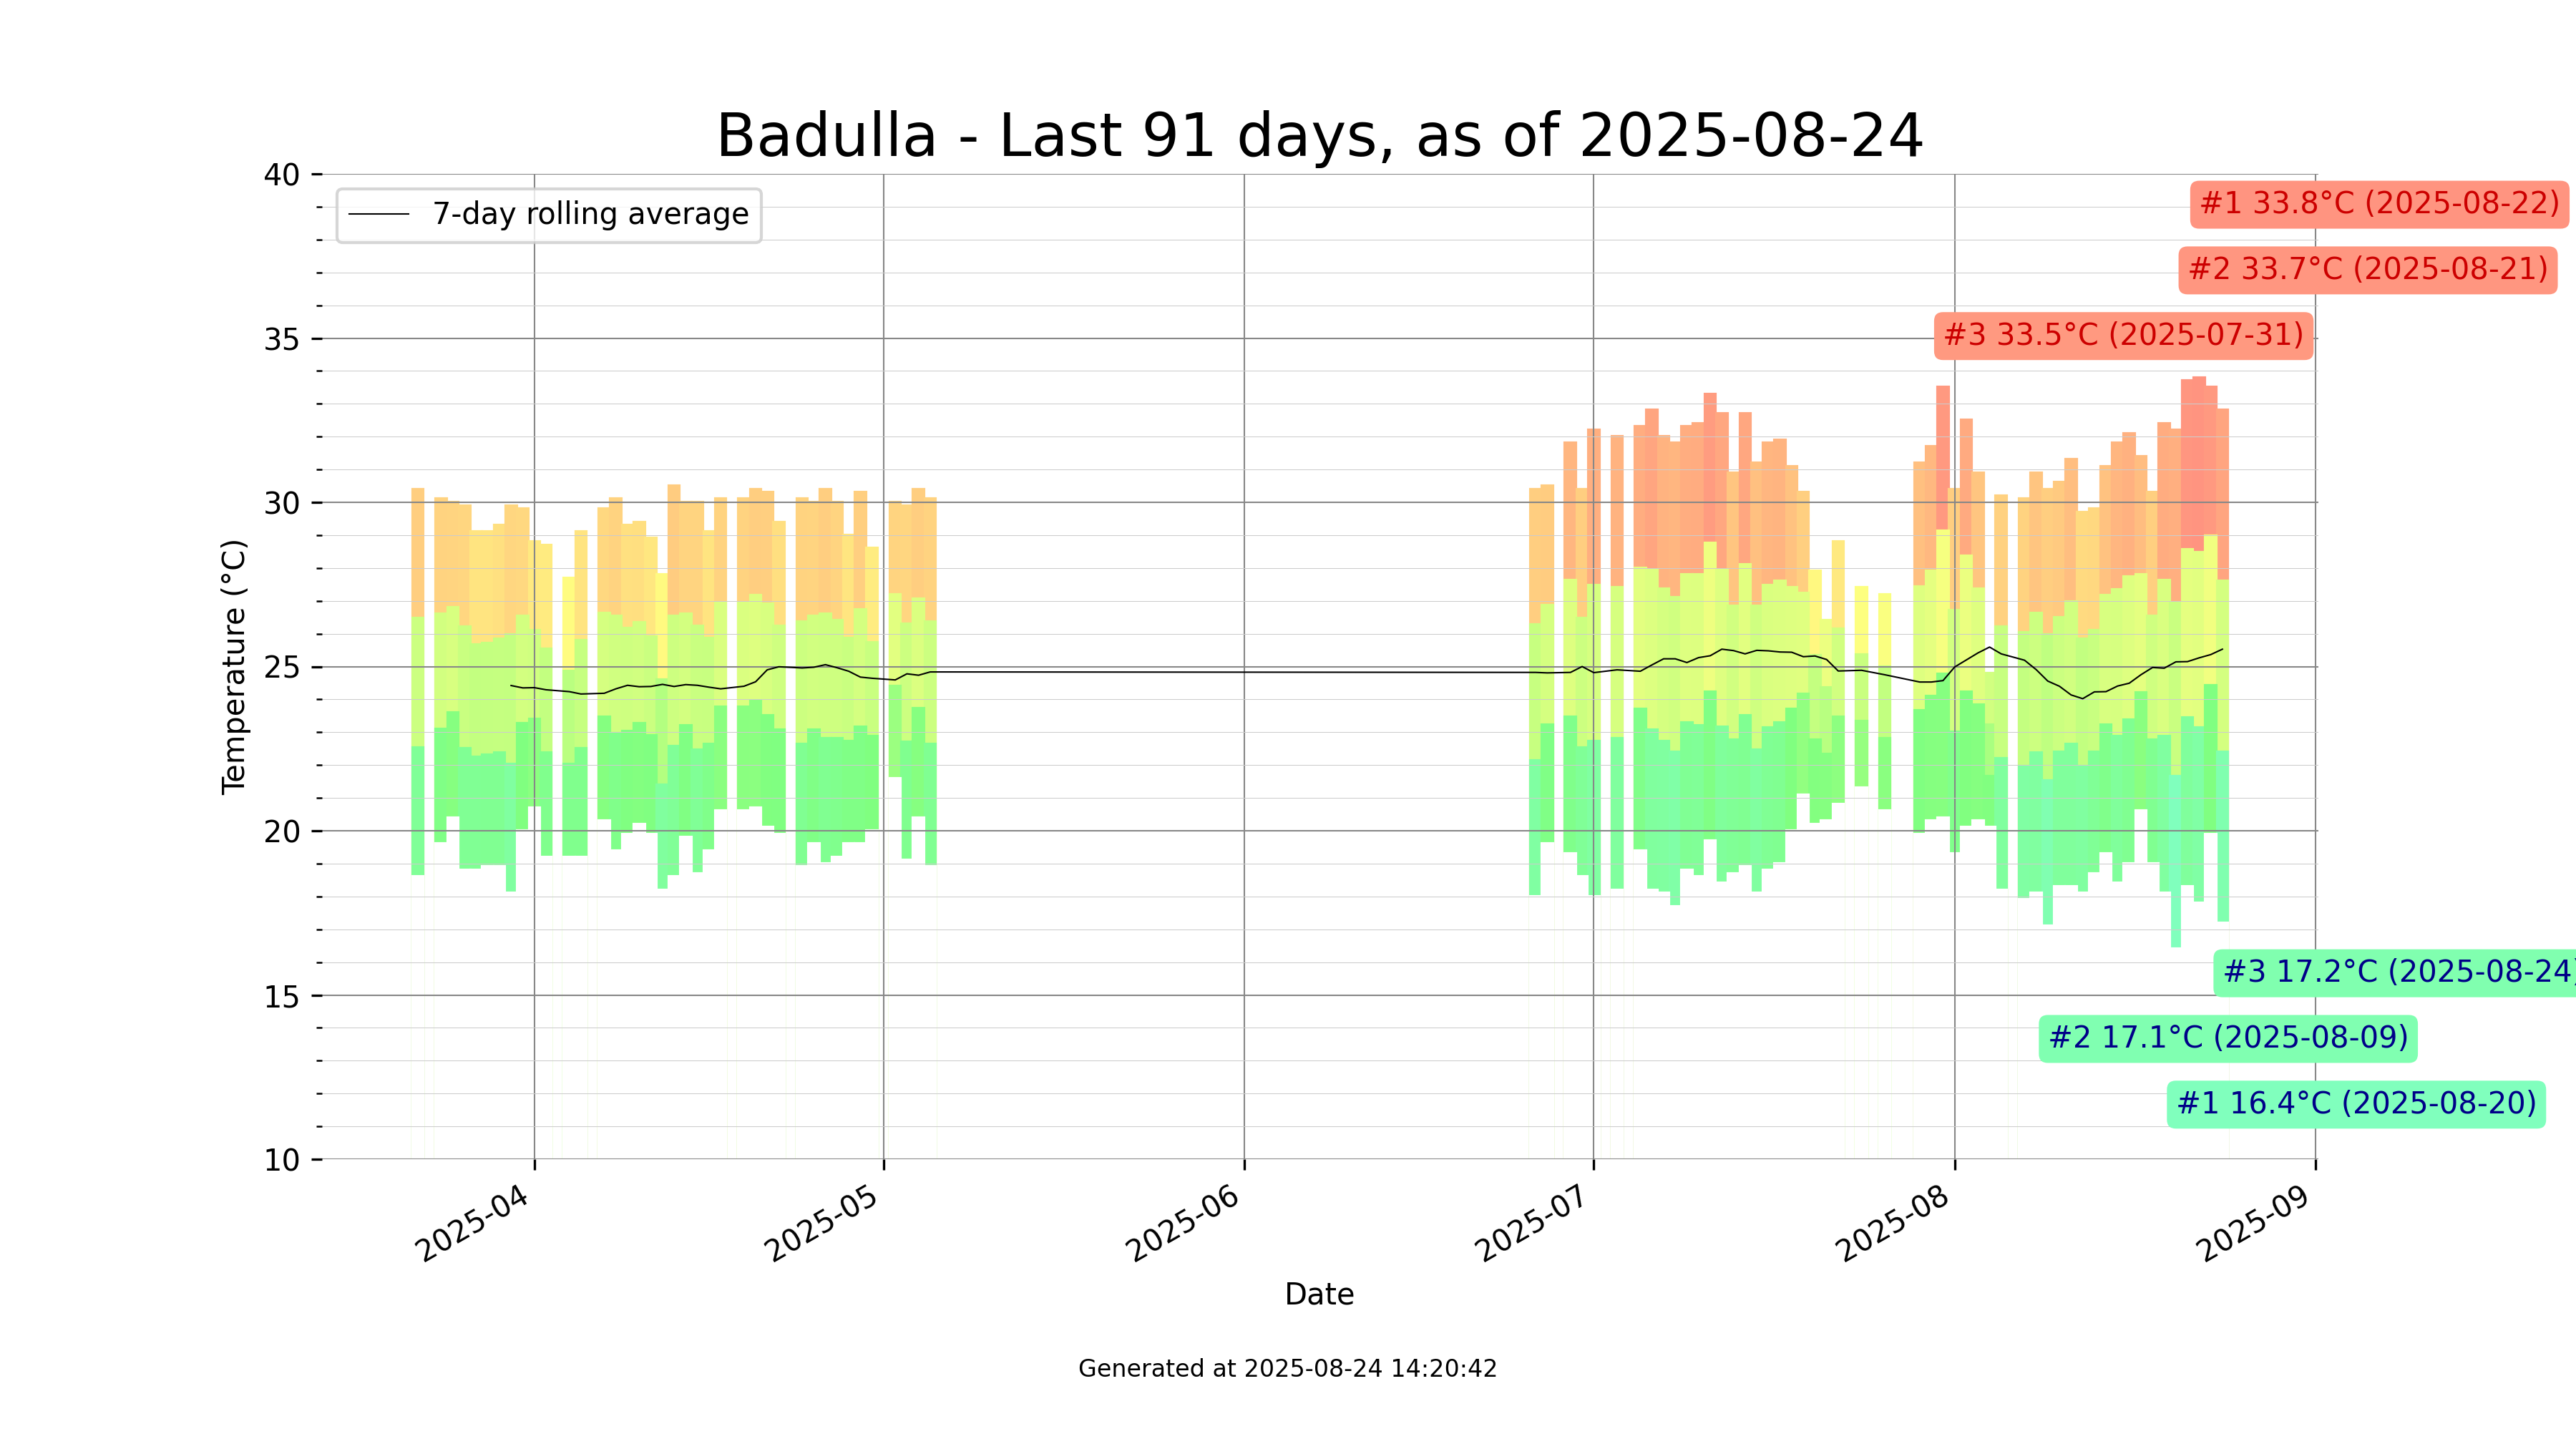 Badulla - Last 91 days, as of 2025-08-24
40
35
30
25
20
15
10
Temperature (°C)
7-day rolling average
#1 33.8°C (2025-08-22)
#2 33.7°C (2025-08-21)
#3 33.5°C (2025-07-31)
#3 17.2°C (2025-08-24)
#2 17.1°C (2025-08-09)
#1 16.4°C (2025-08-20)
2025-04
2025-05
2025-06
2025-07
2025-08
2025-09
Date
Generated at 2025-08-24 14:20:42